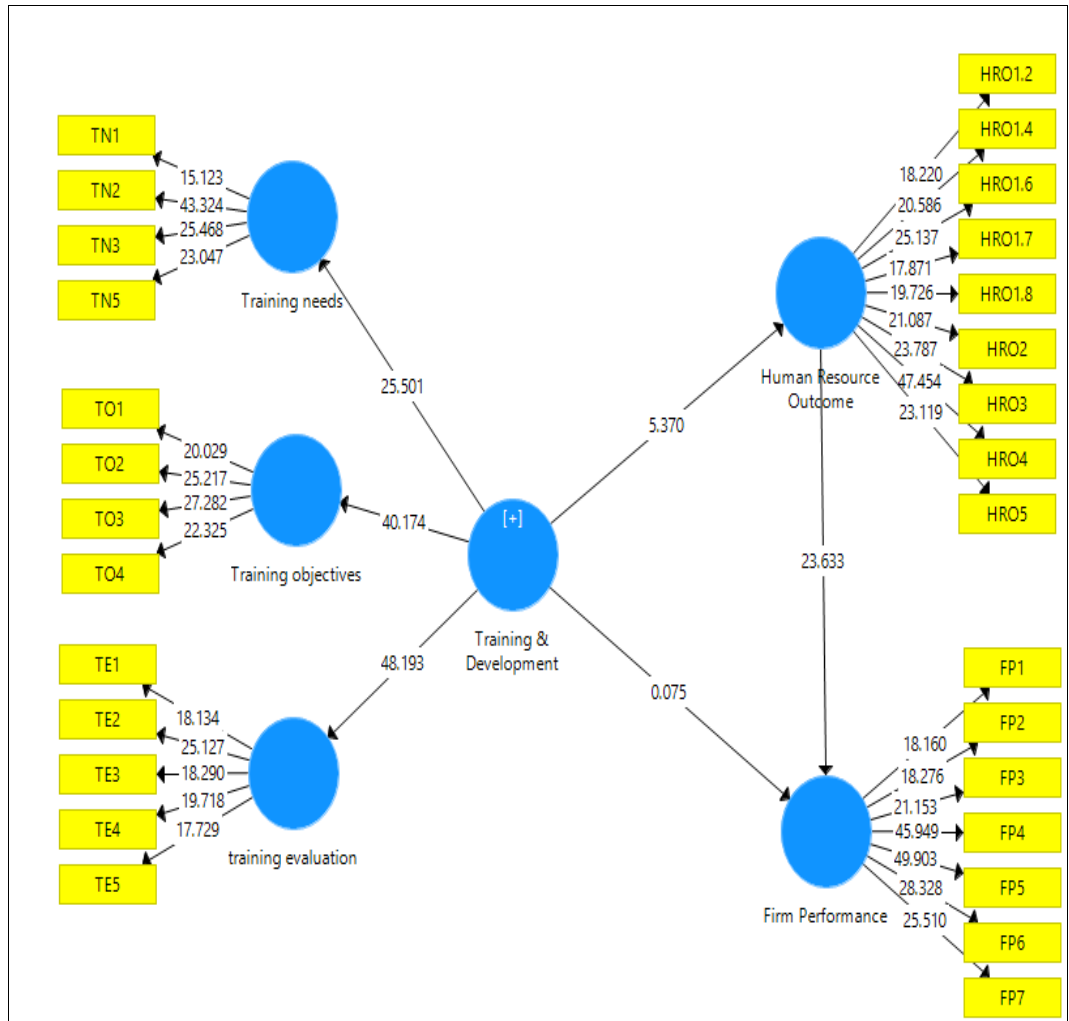 TN1
TN2
TN3
TN5
15.123
43.324
25.468
23.047
Training needs
25.501
TO1
TO2
TO3
TO4
20.029
25.217
27.282
22.325
Training objectives
40.174
TE1
TE2
TE3
TE4
TE5
18.134
25.127
18.290
19.718
17.729
training evaluation
48.193
[+]
Training &
Development
5.370
0.075
Human Resource
Outcome
23.633
18.220
20.586
25.137
17.871
19.726
21.087
23.787
47.454
23.119
HRO1.2
HRO1.4
HRO1.6
HRO1.7
HRO1.8
HRO2
HRO3
HRO4
HRO5
Firm Performance
18.160
18.276
21.153
45.949
49.903
28.328
25.510
FP1
FP2
FP3
FP4
FP5
FP6
FP7